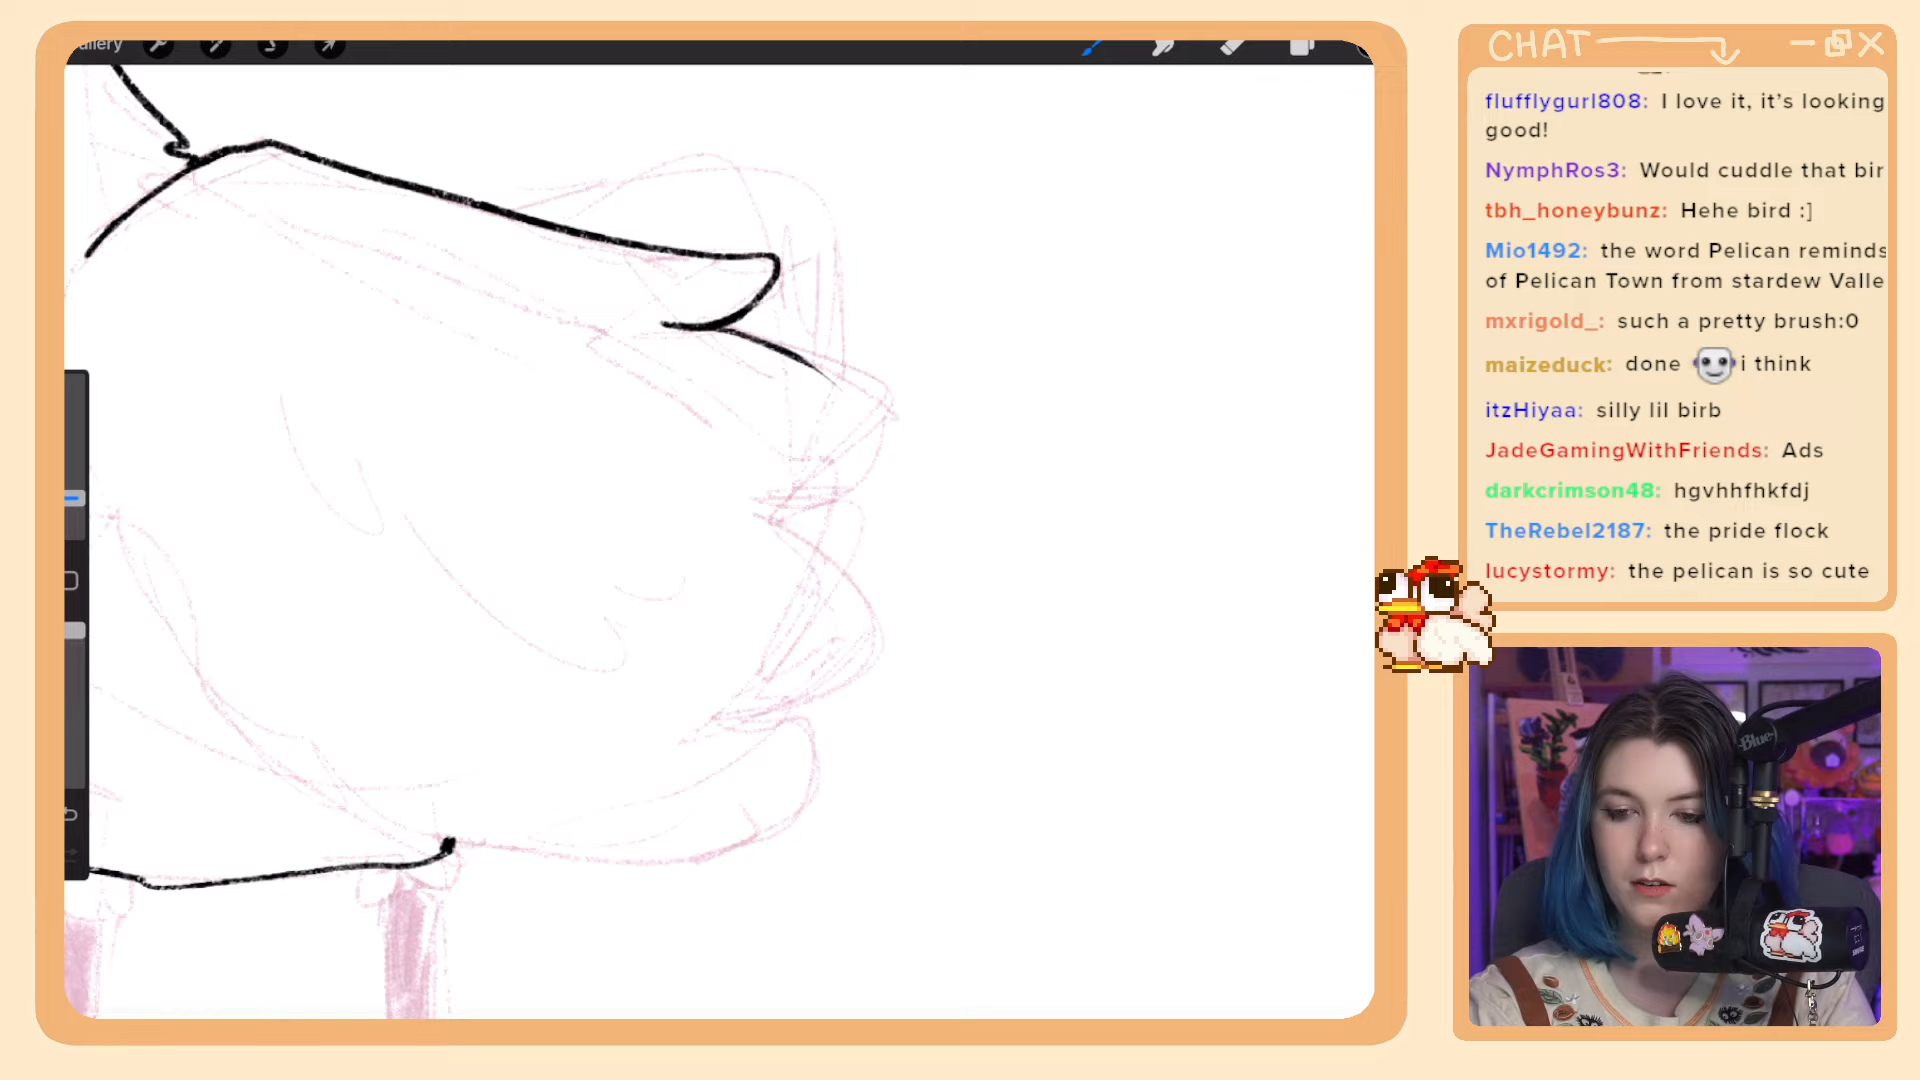 allery
CHAT
flufflygurl808: I love it, it's looking
good!
NymphRos3: Would cuddle that bir
tbh_honeybunz: Hehe bird :]
Mio1492: the word Pelican reminds
of Pelican Town from stardew Valle
mxrigold_: such a pretty brush:0
maizeduck: done i think
itzHiyaa: silly lil birb
JadeGamingWithFriends: Ads
darkcrimson48: hgvhhfhkfdj
TheRebel2187: the pride flock
lucystormy: the pelican is so cute
Blue